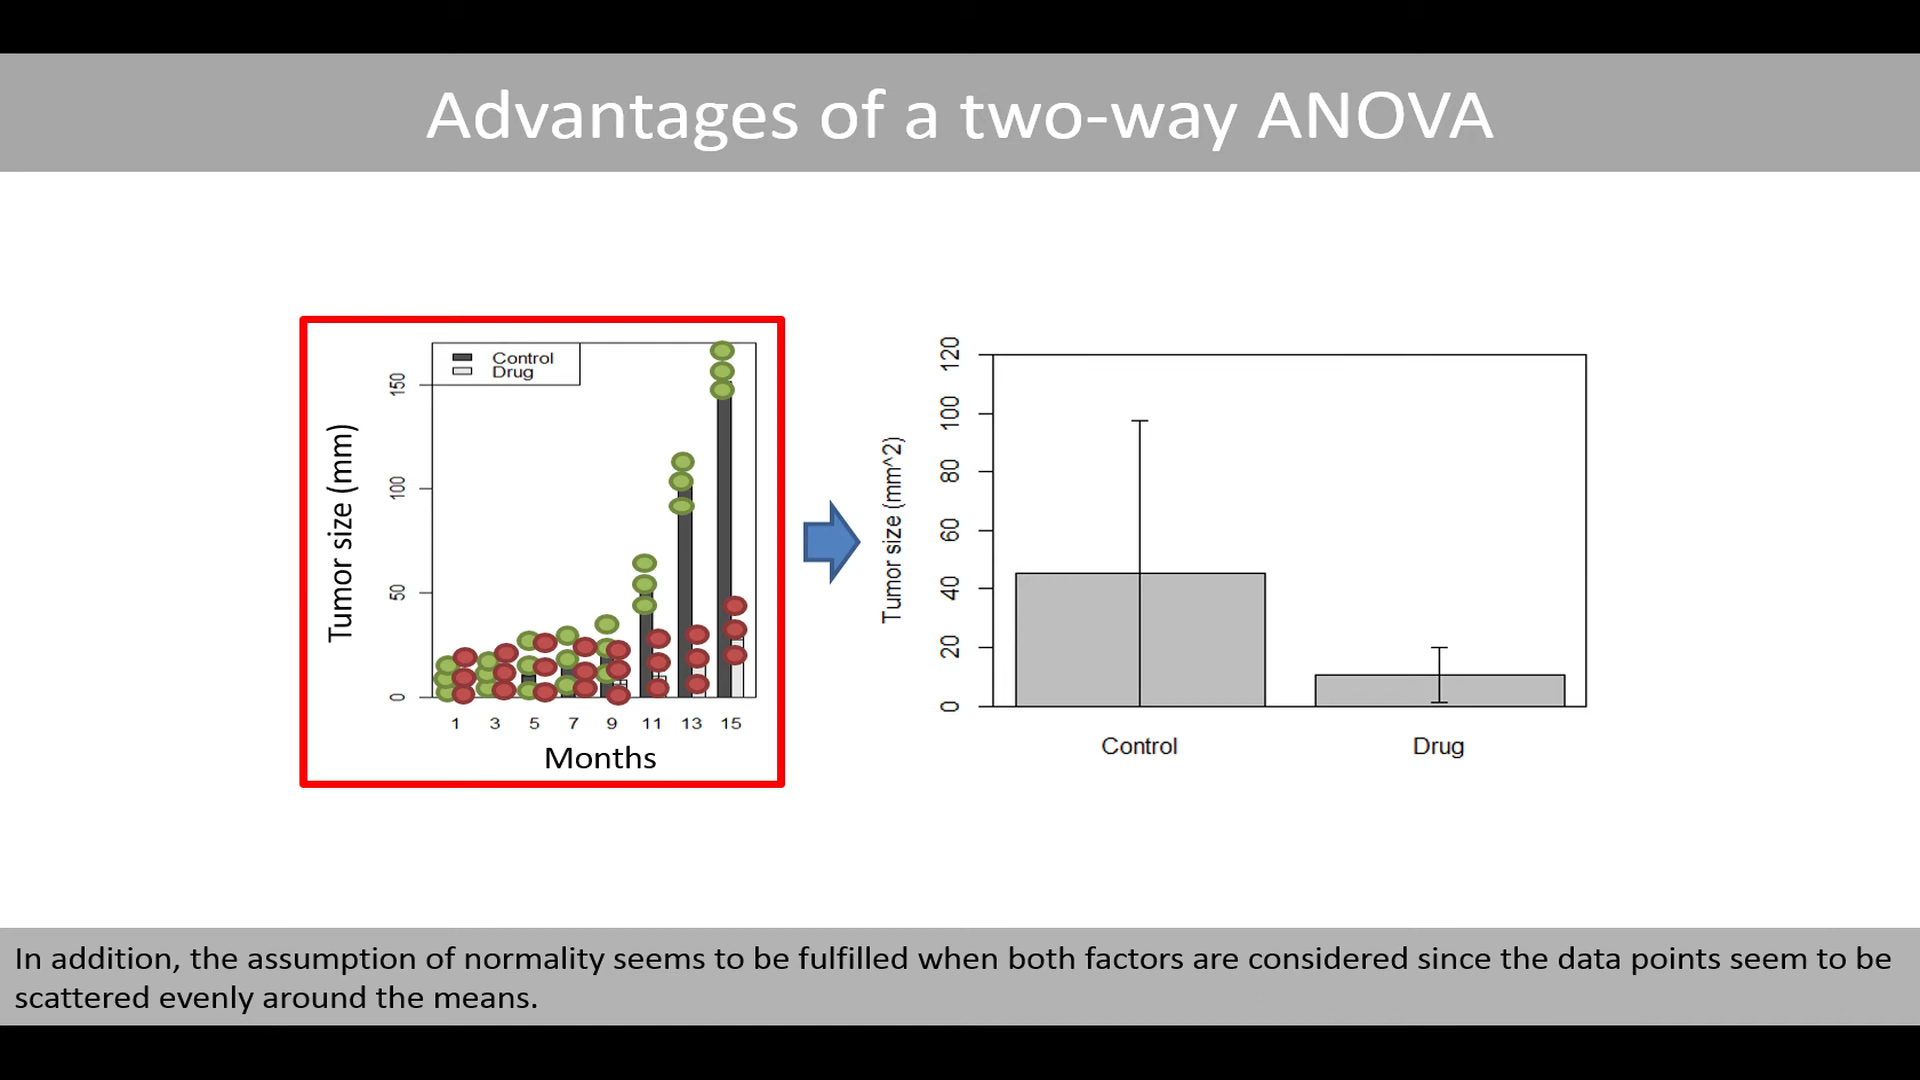 Advantages of a two-way ANOVA
Control
Drug
Tumor size (mm)
150
100
50
0
1 3 5 7 9 11 13 15
Months
Tumor size (mm^2)
120
100
80
60
40
20
0
Control Drug
In addition, the assumption of normality seems to be fulfilled when both factors are considered since the data points seem to be
scattered evenly around the means.